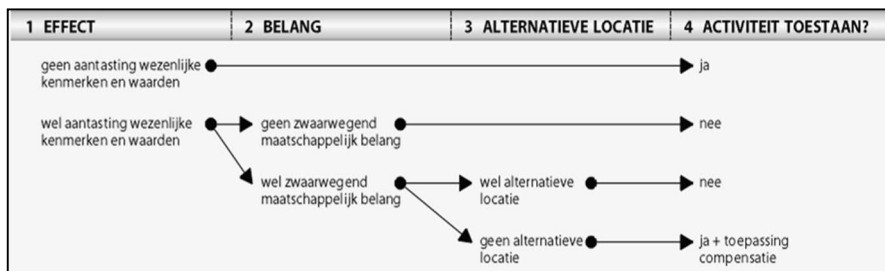 1 EFFECT 2 BELANG 3 ALTERNATIEVE LOCATIE 4 ACTIVITEIT TOESTAAN?
geen aantasting wezenlijke
kenmerken en waarden
ja
wel aantasting wezenlijke
kenmerken en waarden
geen zwaarwegend
maatschappelijk belang
nee
wel zwaarwegend
maatschappelijk belang
wel alternatieve
locatie
nee
geen alternatieve
locatie
ja + toepassing
compensatie